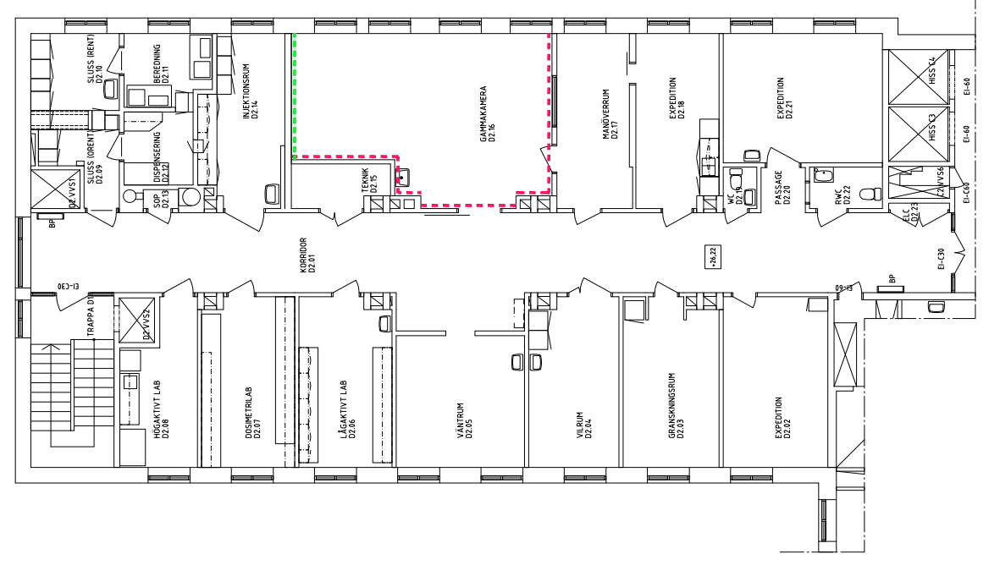 SLUSS (RENT)
D2.10
BEREDNING
D2.11
INJEKTIONSRUM
D2.14
GAMMAKAMERA
D2.16
MANÖVERRUM
D2.17
EXPEDITION
D2.18
EXPEDITION
D2.21
HISS C4
EI-60
HISS C3
EI-60
SLUSS (ORENT)
D2.09
DISPENSERING
D2.12
D2.VVS1
SOP
D2.13
TEKNIK
D2.15
WC
D2.19
PASSAGE
D2.20
RWC
D2.22
C2.VVS6
EI-C60
ELC
D2.23
BP
KORRIDOR
D2.01
+26,22
EI-C30
EI-C30
EI-60
BP
TRAPPA D1
D2.VVS2
HÖGAKTIVT LAB
D2.08
DOSIMETRILAB
D2.07
LÅGAKTIVT LAB
D2.06
VÄNTRUM
D2.05
VILRUM
D2.04
GRANSKNINGSRUM
D2.03
EXPEDITION
D2.02